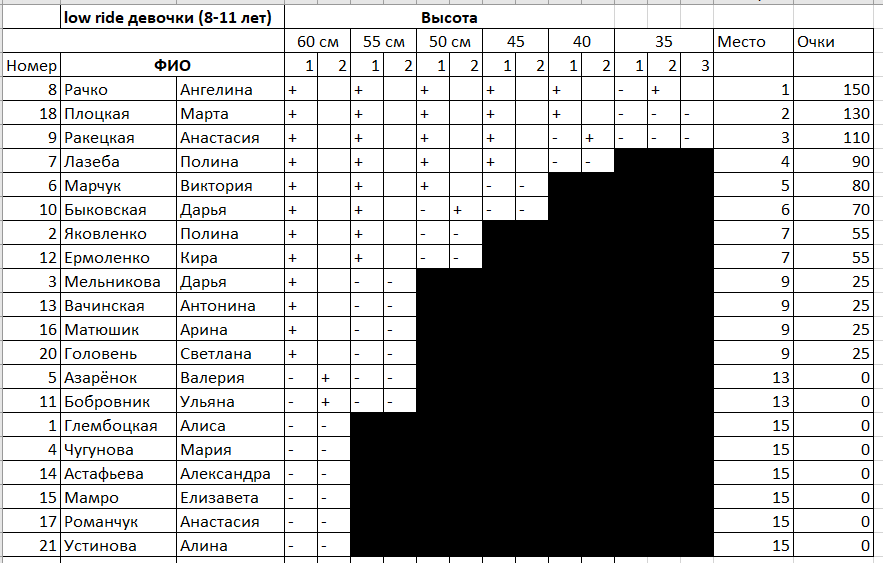 low ride девочки (8-11 лет) Высота
60 см 55 см 50 см 45 40 35 Место Очки
Номер ФИО 1 2 1 2 1 2 1 2 1 2 1 2 3
8 Рачко Ангелина + + + + + - + 1 150
18 Плоцкая Марта + + + + + - - - 2 130
9 Ракецкая Анастасия + + + + - + - - - 3 110
7 Лазеба Полина + + + + - - 4 90
6 Марчук Виктория + + + - - 5 80
10 Быковская Дарья + + - + - - 6 70
2 Яковленко Полина + + - - 7 55
12 Ермоленко Кира + + - - 7 55
3 Мельникова Дарья + - - 9 25
13 Вачинская Антонина + - - 9 25
16 Матюшик Арина + - - 9 25
20 Головень Светлана + - - 9 25
5 Азарёнок Валерия - + - - 13 0
11 Бобровник Ульяна - + - - 13 0
1 Глембоцкая Алиса - - 15 0
4 Чугунова Мария - - 15 0
14 Астафьева Александра - - 15 0
15 Мамро Елизавета - - 15 0
17 Романчук Анастасия - - 15 0
21 Устинова Алина - - 15 0